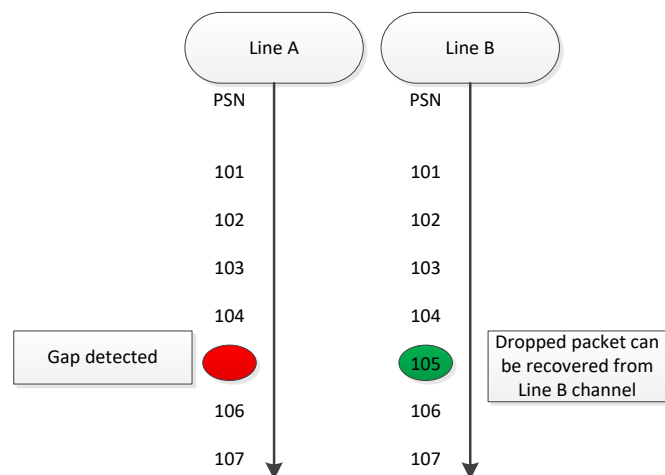 Line A
Line B
PSN
PSN
101
101
102
102
103
103
104
104
Gap detected
105
Dropped packet can
be recovered from
Line B channel
106
106
107
107